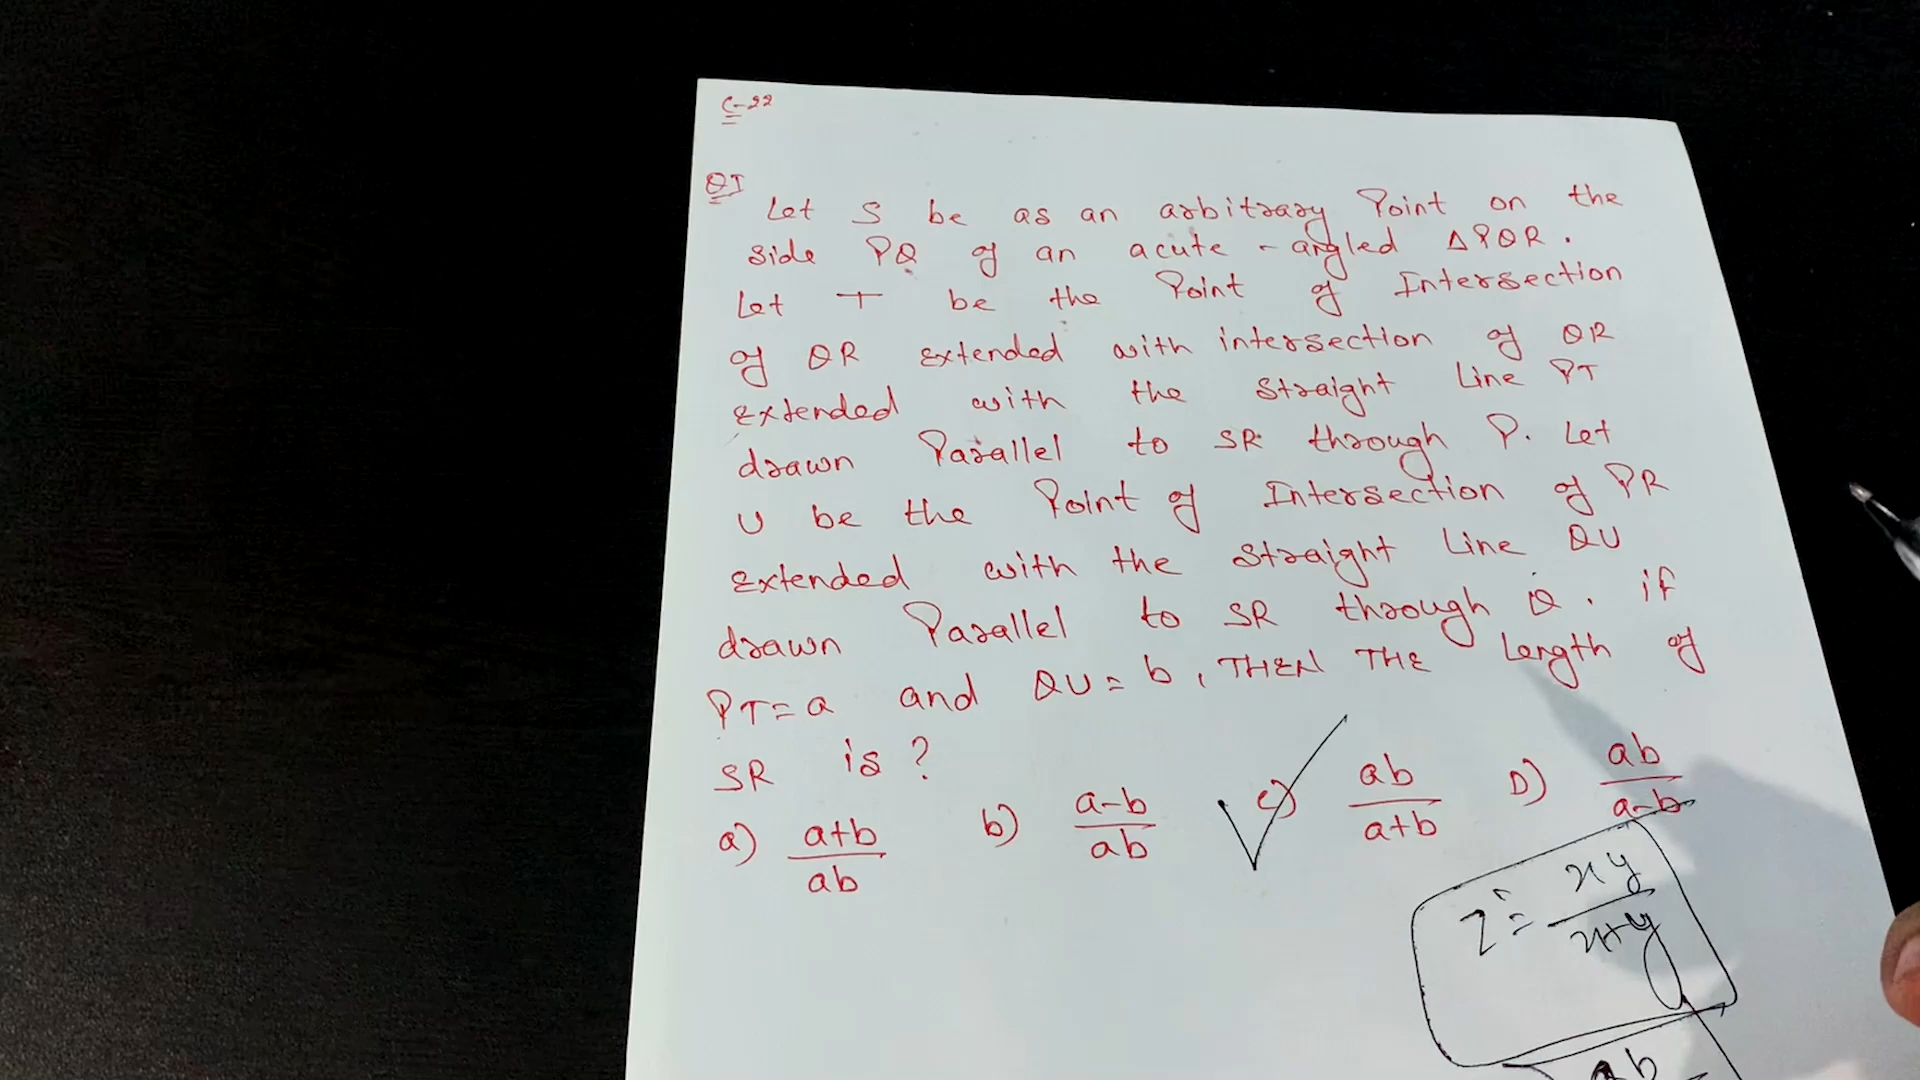 C-22
Q1
Let S be as an arbitrary Point on the
side PQ of an acute - angled Δ PQR.
Let T be the Point of Intersection
of QR extended with intersection of QR
extended with the straight Line PT
drawn Parallel to SR through P. Let
U be the Point of Intersection of PR
extended with the straight Line QU
drawn Parallel to SR through Q. if
PT = a and QU = b, THEN THE Length of
SR is ?
a) a+b/ab b) a-b/ab c) ab/a+b D) ab/a-b
Z = xy/x+y
ab